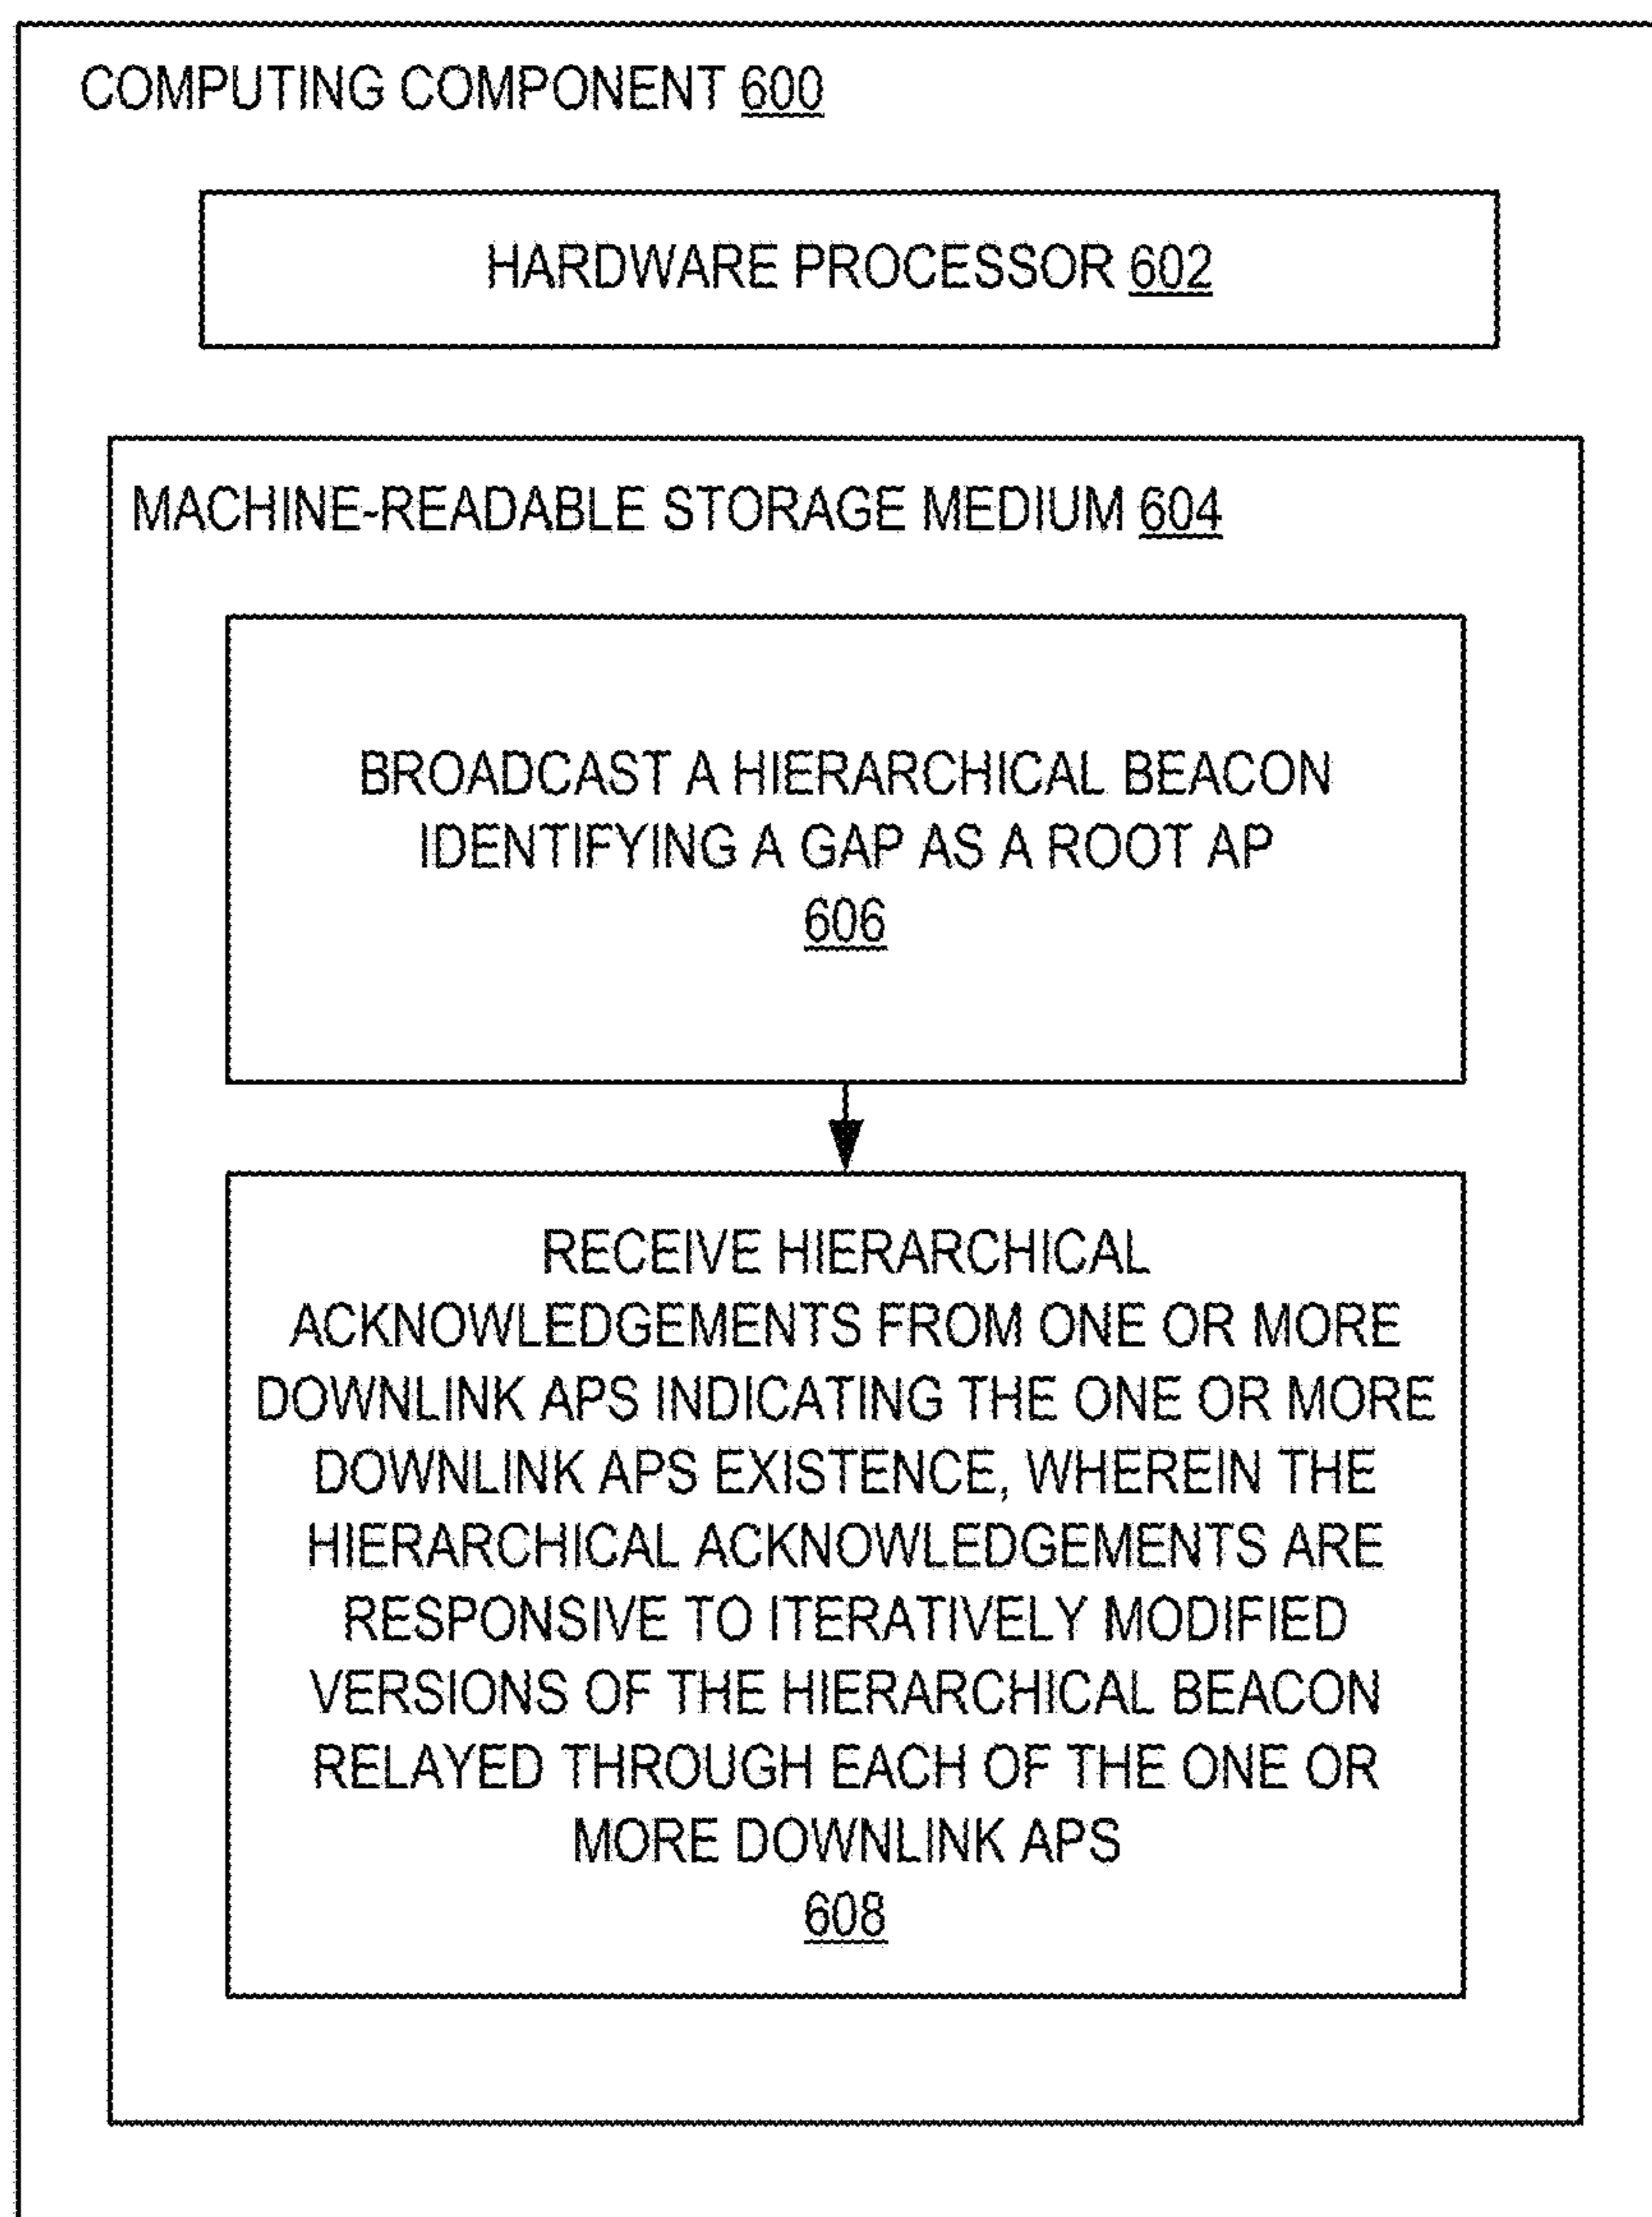 COMPUTING COMPONENT 600
HARDWARE PROCESSOR 602
MACHINE-READABLE STORAGE MEDIUM 604
BROADCAST A HIERARCHICAL BEACON
IDENTIFYING A GAP AS A ROOT AP
606
RECEIVE HIERARCHICAL
ACKNOWLEDGEMENTS FROM ONE OR MORE
DOWNLINK APS INDICATING THE ONE OR MORE
DOWNLINK APS EXISTENCE, WHEREIN THE
HIERARCHICAL ACKNOWLEDGEMENTS ARE
RESPONSIVE TO ITERATIVELY MODIFIED
VERSIONS OF THE HIERARCHICAL BEACON
RELAYED THROUGH EACH OF THE ONE OR
MORE DOWNLINK APS
608